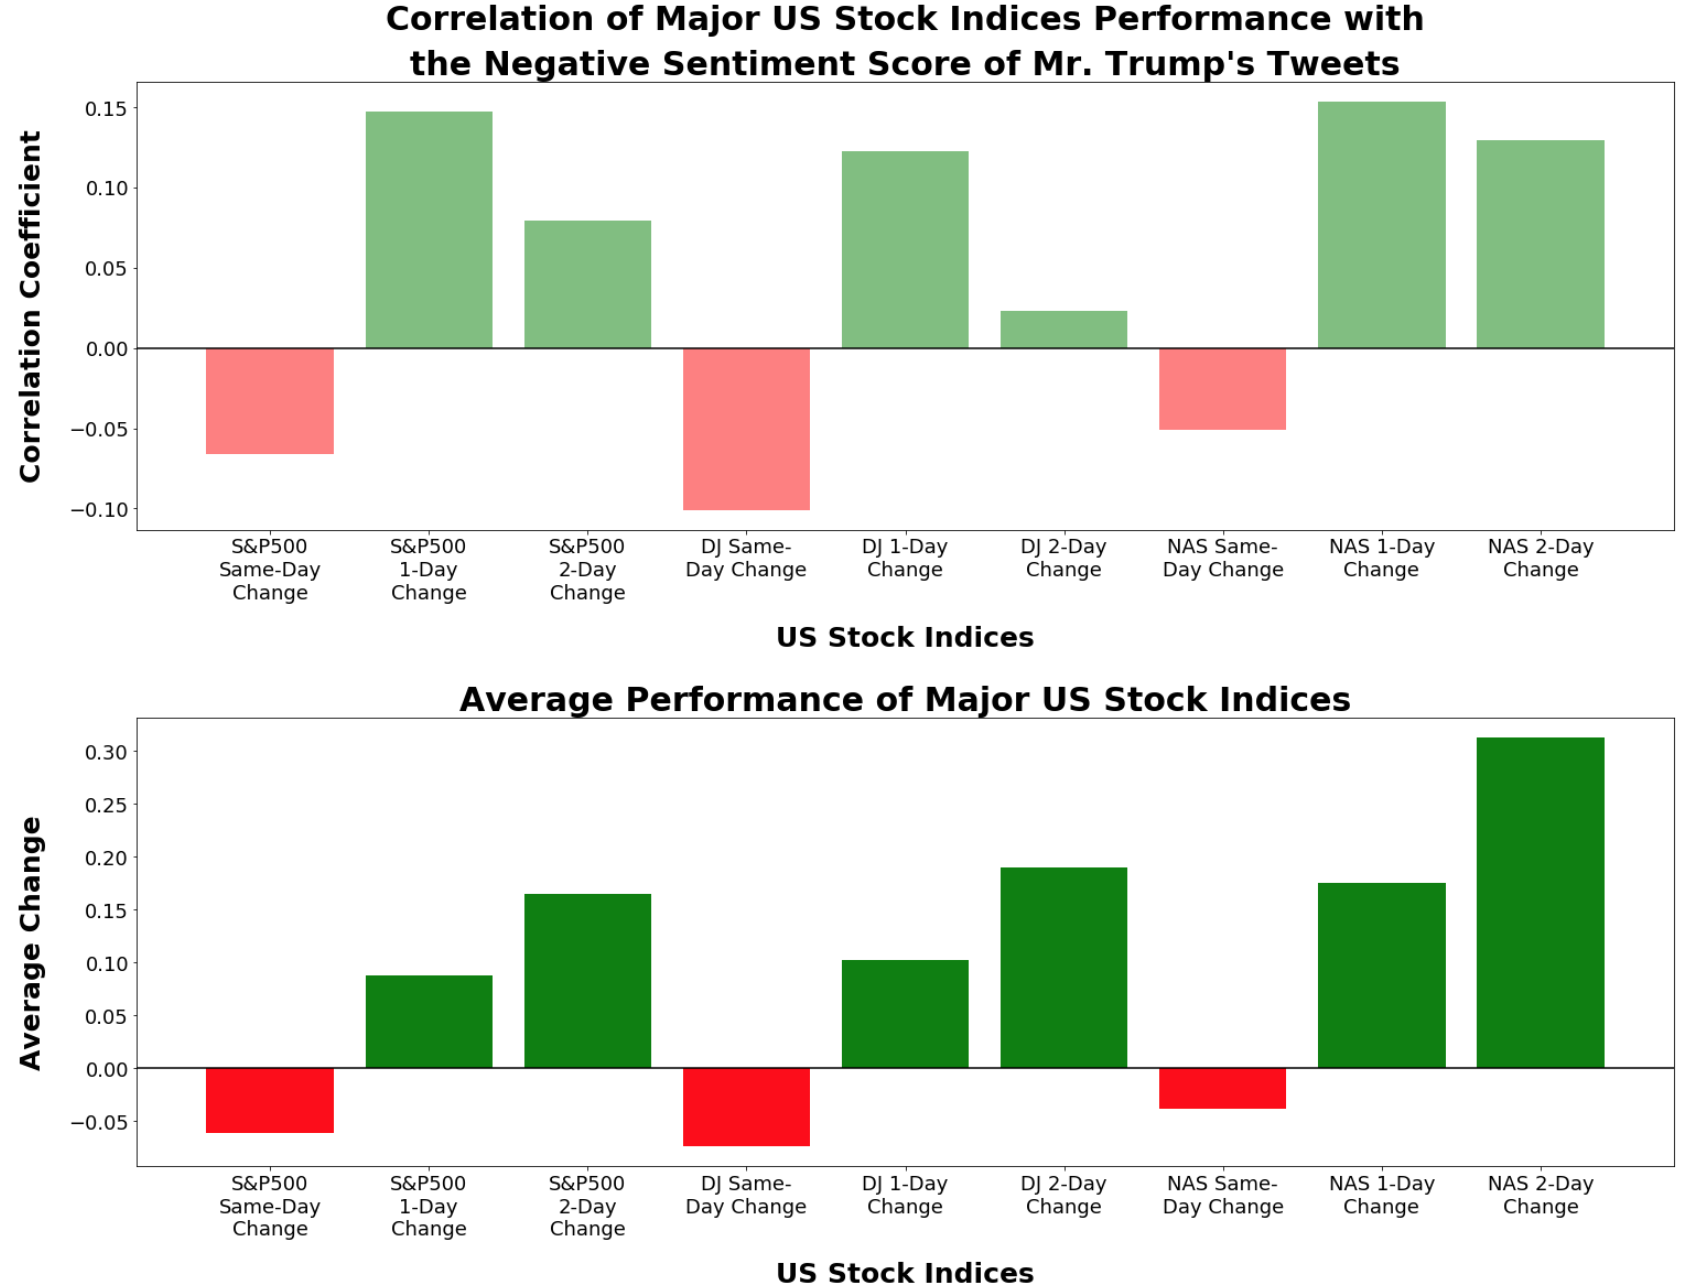 Correlation of Major US Stock Indices Performance with
the Negative Sentiment Score of Mr. Trump's Tweets
Correlation Coefficient
0.15
0.10
0.05
0.00
−0.05
−0.10
S&P500 S&P500 S&P500 DJ Same- DJ 1-Day DJ 2-Day NAS Same- NAS 1-Day NAS 2-Day
Same-Day 1-Day 2-Day Day Change Change Change Day Change Change Change
Change Change Change
US Stock Indices
Average Performance of Major US Stock Indices
Average Change
0.30
0.25
0.20
0.15
0.10
0.05
0.00
−0.05
S&P500 S&P500 S&P500 DJ Same- DJ 1-Day DJ 2-Day NAS Same- NAS 1-Day NAS 2-Day
Same-Day 1-Day 2-Day Day Change Change Change Day Change Change Change
Change Change Change
US Stock Indices